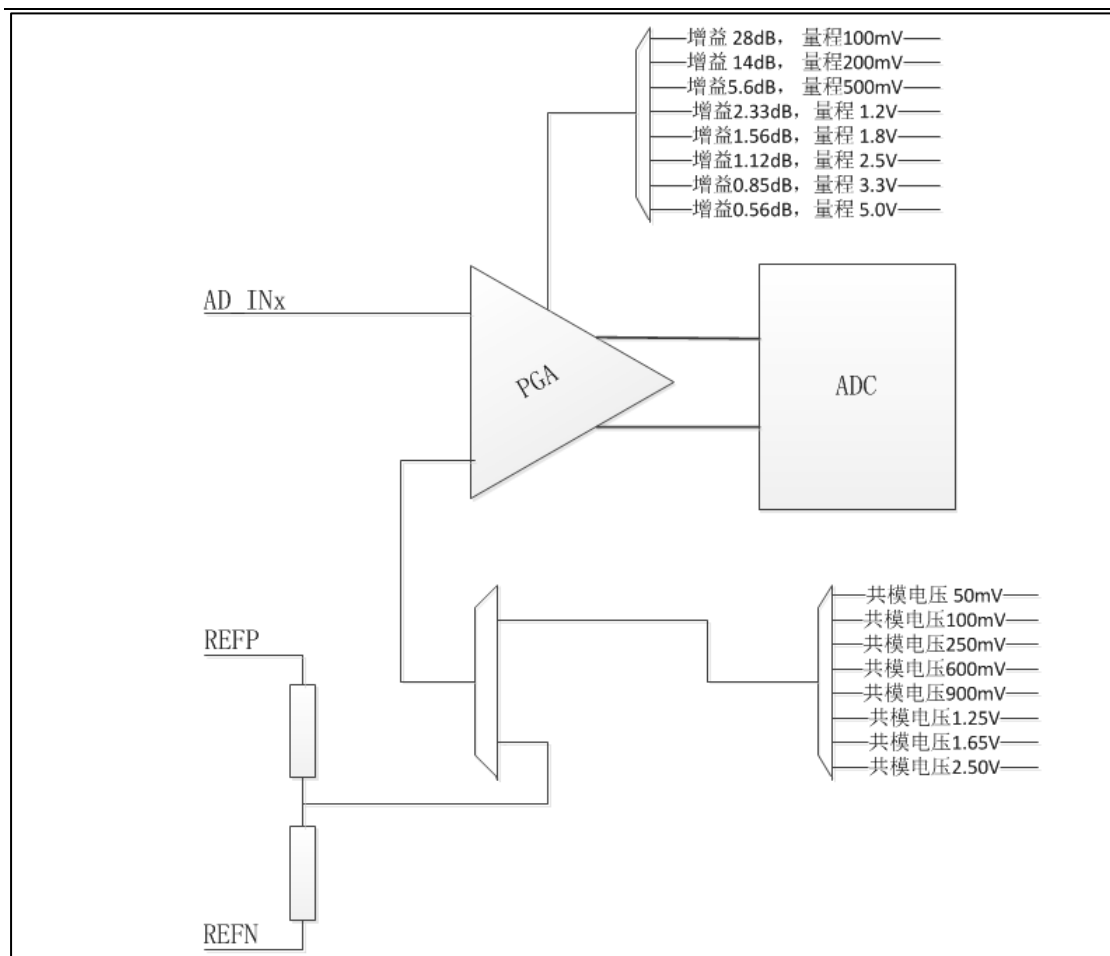 增益 28dB， 量程100mV
增益 14dB， 量程200mV
增益5.6dB， 量程500mV
增益2.33dB，量程 1.2V
增益1.56dB，量程 1.8V
增益1.12dB，量程 2.5V
增益0.85dB，量程 3.3V
增益0.56dB，量程 5.0V
AD_INx
PGA
ADC
共模电压 50mV
共模电压100mV
共模电压250mV
共模电压600mV
共模电压900mV
共模电压1.25V
共模电压1.65V
共模电压2.50V
REFP
REFN